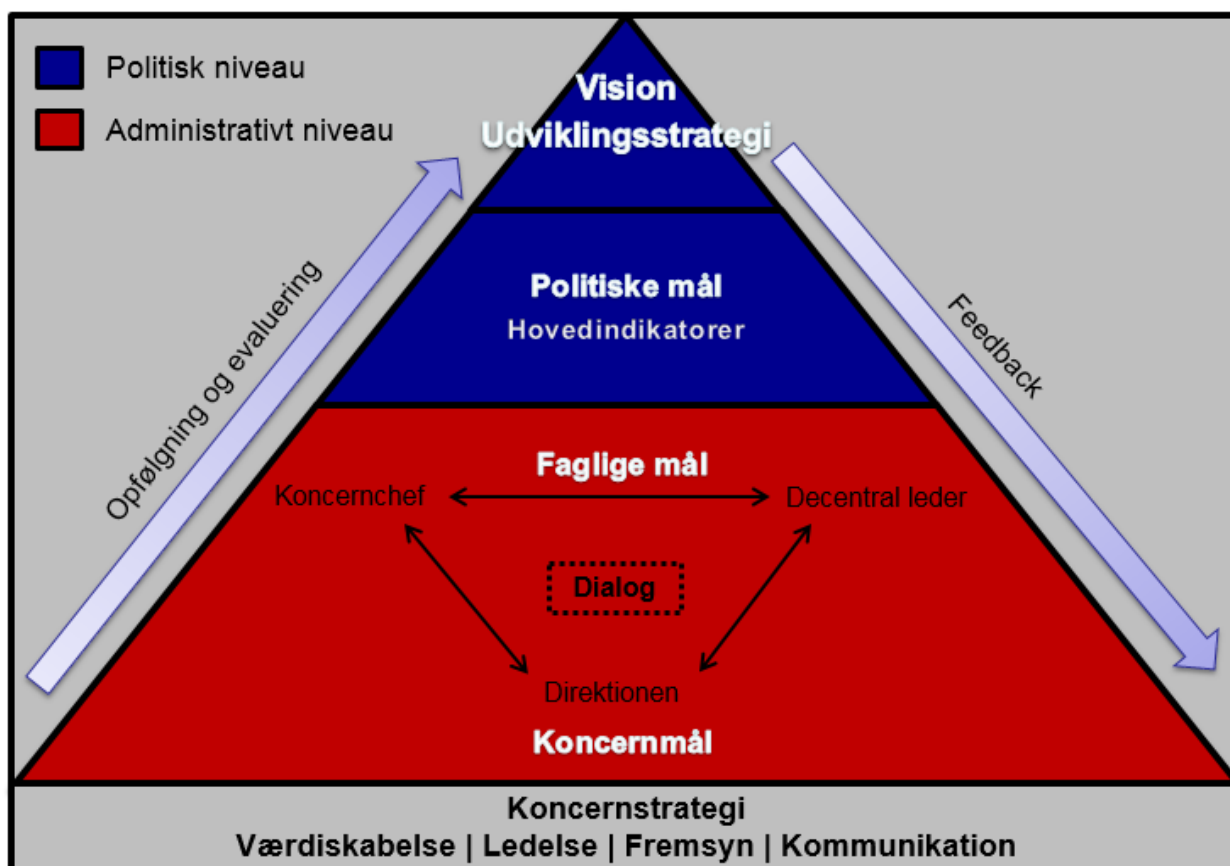 Politisk niveau
Administrativt niveau
Vision
Udviklingsstrategi
Politiske mål
Hovedindikatorer
Opfølgning og evaluering
Feedback
Faglige mål
Koncernchef
Decentral leder
Dialog
Direktionen
Koncernmål
Koncernstrategi
Værdiskabelse | Ledelse | Fremsyn | Kommunikation